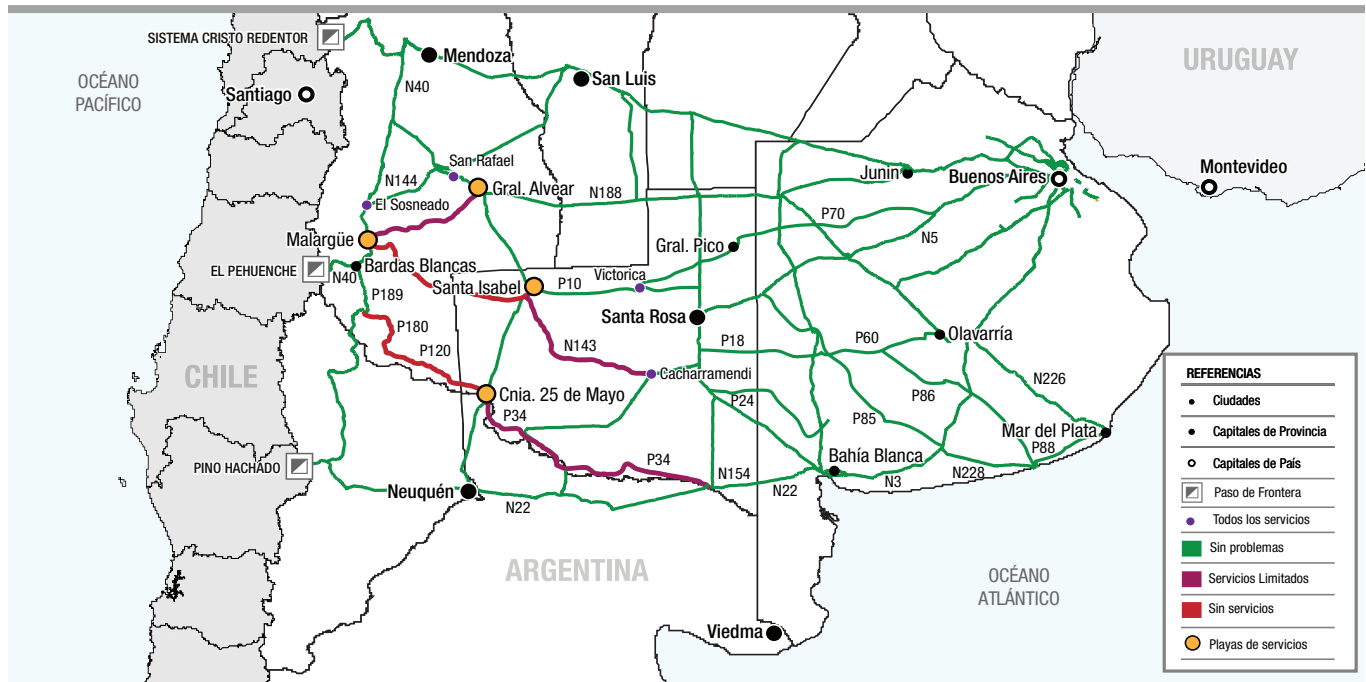 SISTEMA CRISTO REDENTOR
Mendoza
San Luis
URUGUAY
OCÉANO
PACÍFICO
Santiago
N40
San Rafael
Junin
Buenos Aires
Montevideo
N144
Gral. Alvear
N188
El Sosneado
P70
Malargüe
N5
Gral. Pico
EL PEHUENCHE
Bardas Blancas
N40
Victorica
Santa Isabel
P10
P189
Santa Rosa
P180
P18
P60
Olavarría
N143
P120
CHILE
Cacharramendi
N226
Cnia. 25 de Mayo
P24
P86
P34
P85
Mar del Plata
P88
PINO HACHADO
P34
Bahía Blanca
N154
N228
Neuquén
N22
N3
N22
ARGENTINA
OCÉANO
ATLÁNTICO
Viedma
REFERENCIAS
Ciudades
Capitales de Provincia
Capitales de País
Paso de Frontera
Todos los servicios
Sin problemas
Servicios Limitados
Sin servicios
Playas de servicios